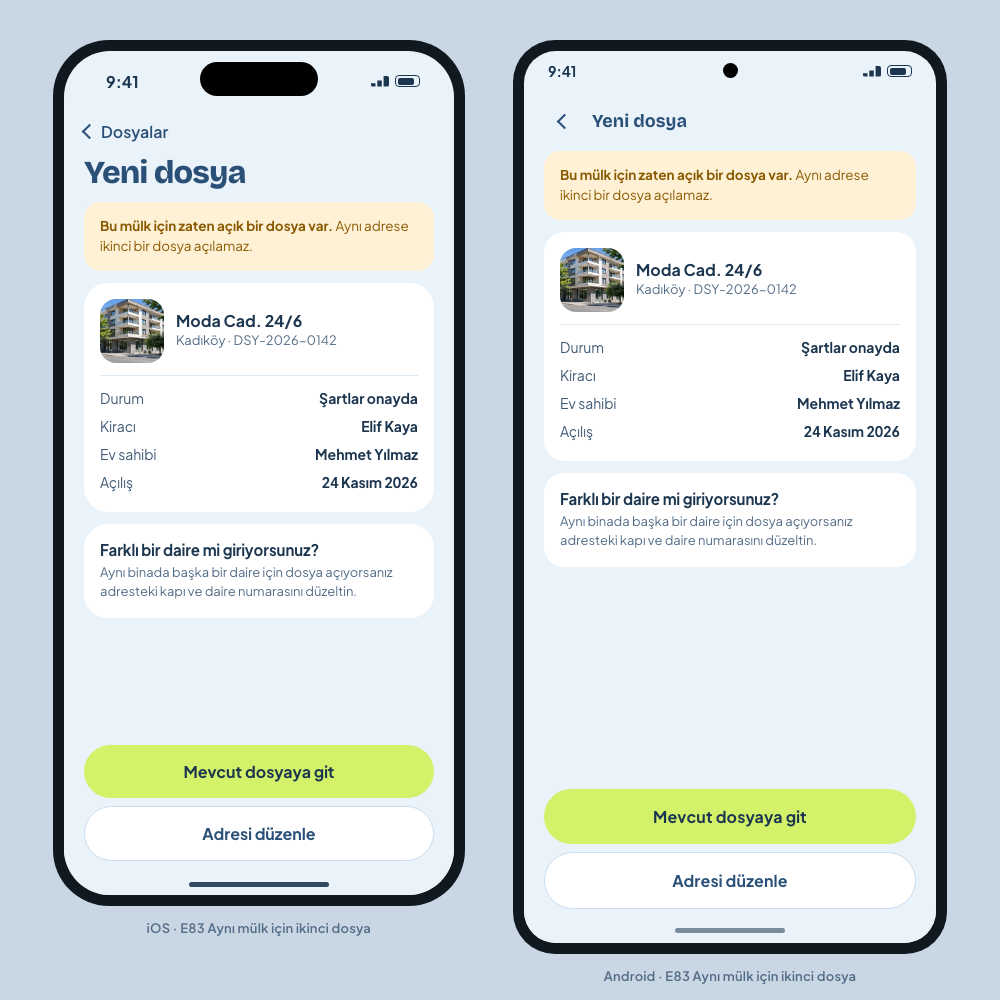 9:41
Dosyalar
Yeni dosya
Bu mülk için zaten açık bir dosya var. Aynı adrese
ikinci bir dosya açılamaz.
Moda Cad. 24/6
Kadıköy · DSY-2026-0142
Durum Şartlar onayda
Kiracı Elif Kaya
Ev sahibi Mehmet Yılmaz
Açılış 24 Kasım 2026
Farklı bir daire mi giriyorsunuz?
Aynı binada başka bir daire için dosya açıyorsanız
adresteki kapı ve daire numarasını düzeltin.
Mevcut dosyaya git
Adresi düzenle
iOS · E83 Aynı mülk için ikinci dosya
9:41
Yeni dosya
Bu mülk için zaten açık bir dosya var. Aynı adrese
ikinci bir dosya açılamaz.
Moda Cad. 24/6
Kadıköy · DSY-2026-0142
Durum Şartlar onayda
Kiracı Elif Kaya
Ev sahibi Mehmet Yılmaz
Açılış 24 Kasım 2026
Farklı bir daire mi giriyorsunuz?
Aynı binada başka bir daire için dosya açıyorsanız
adresteki kapı ve daire numarasını düzeltin.
Mevcut dosyaya git
Adresi düzenle
Android · E83 Aynı mülk için ikinci dosya